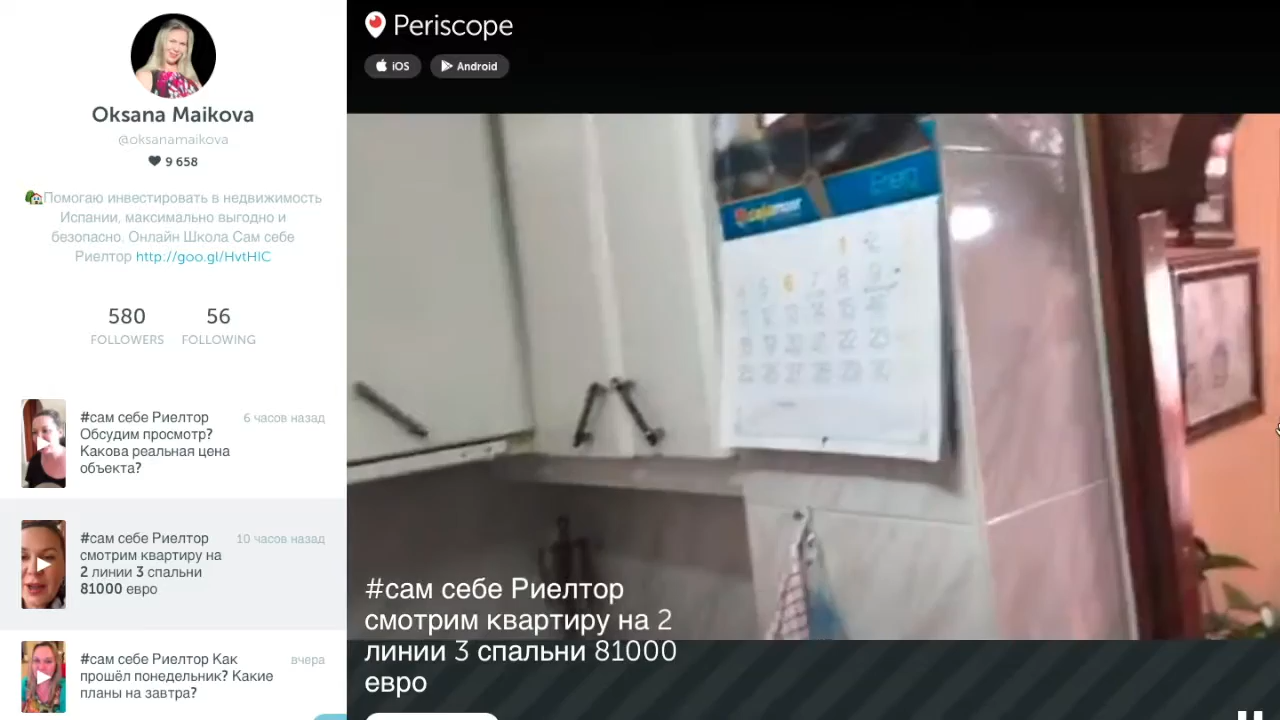 Oksana Maikova
@oksanamaikova
9 658
Помогаю инвестировать в недвижимость
Испании, максимально выгодно и
безопасно. Онлайн Школа Сам себе
Риелтор http://goo.gl/HvtHIC
580
56
FOLLOWERS
FOLLOWING
#сам себе Риелтор
6 часов назад
Обсудим просмотр?
Какова реальная цена
объекта?
#сам себе Риелтор
10 часов назад
смотрим квартиру на
2 линии 3 спальни
81000 евро
#сам себе Риелтор Как
вчера
прошёл понедельник? Какие
планы на завтра?
Periscope
iOS
Android
#сам себе Риелтор
смотрим квартиру на 2
линии 3 спальни 81000
евро